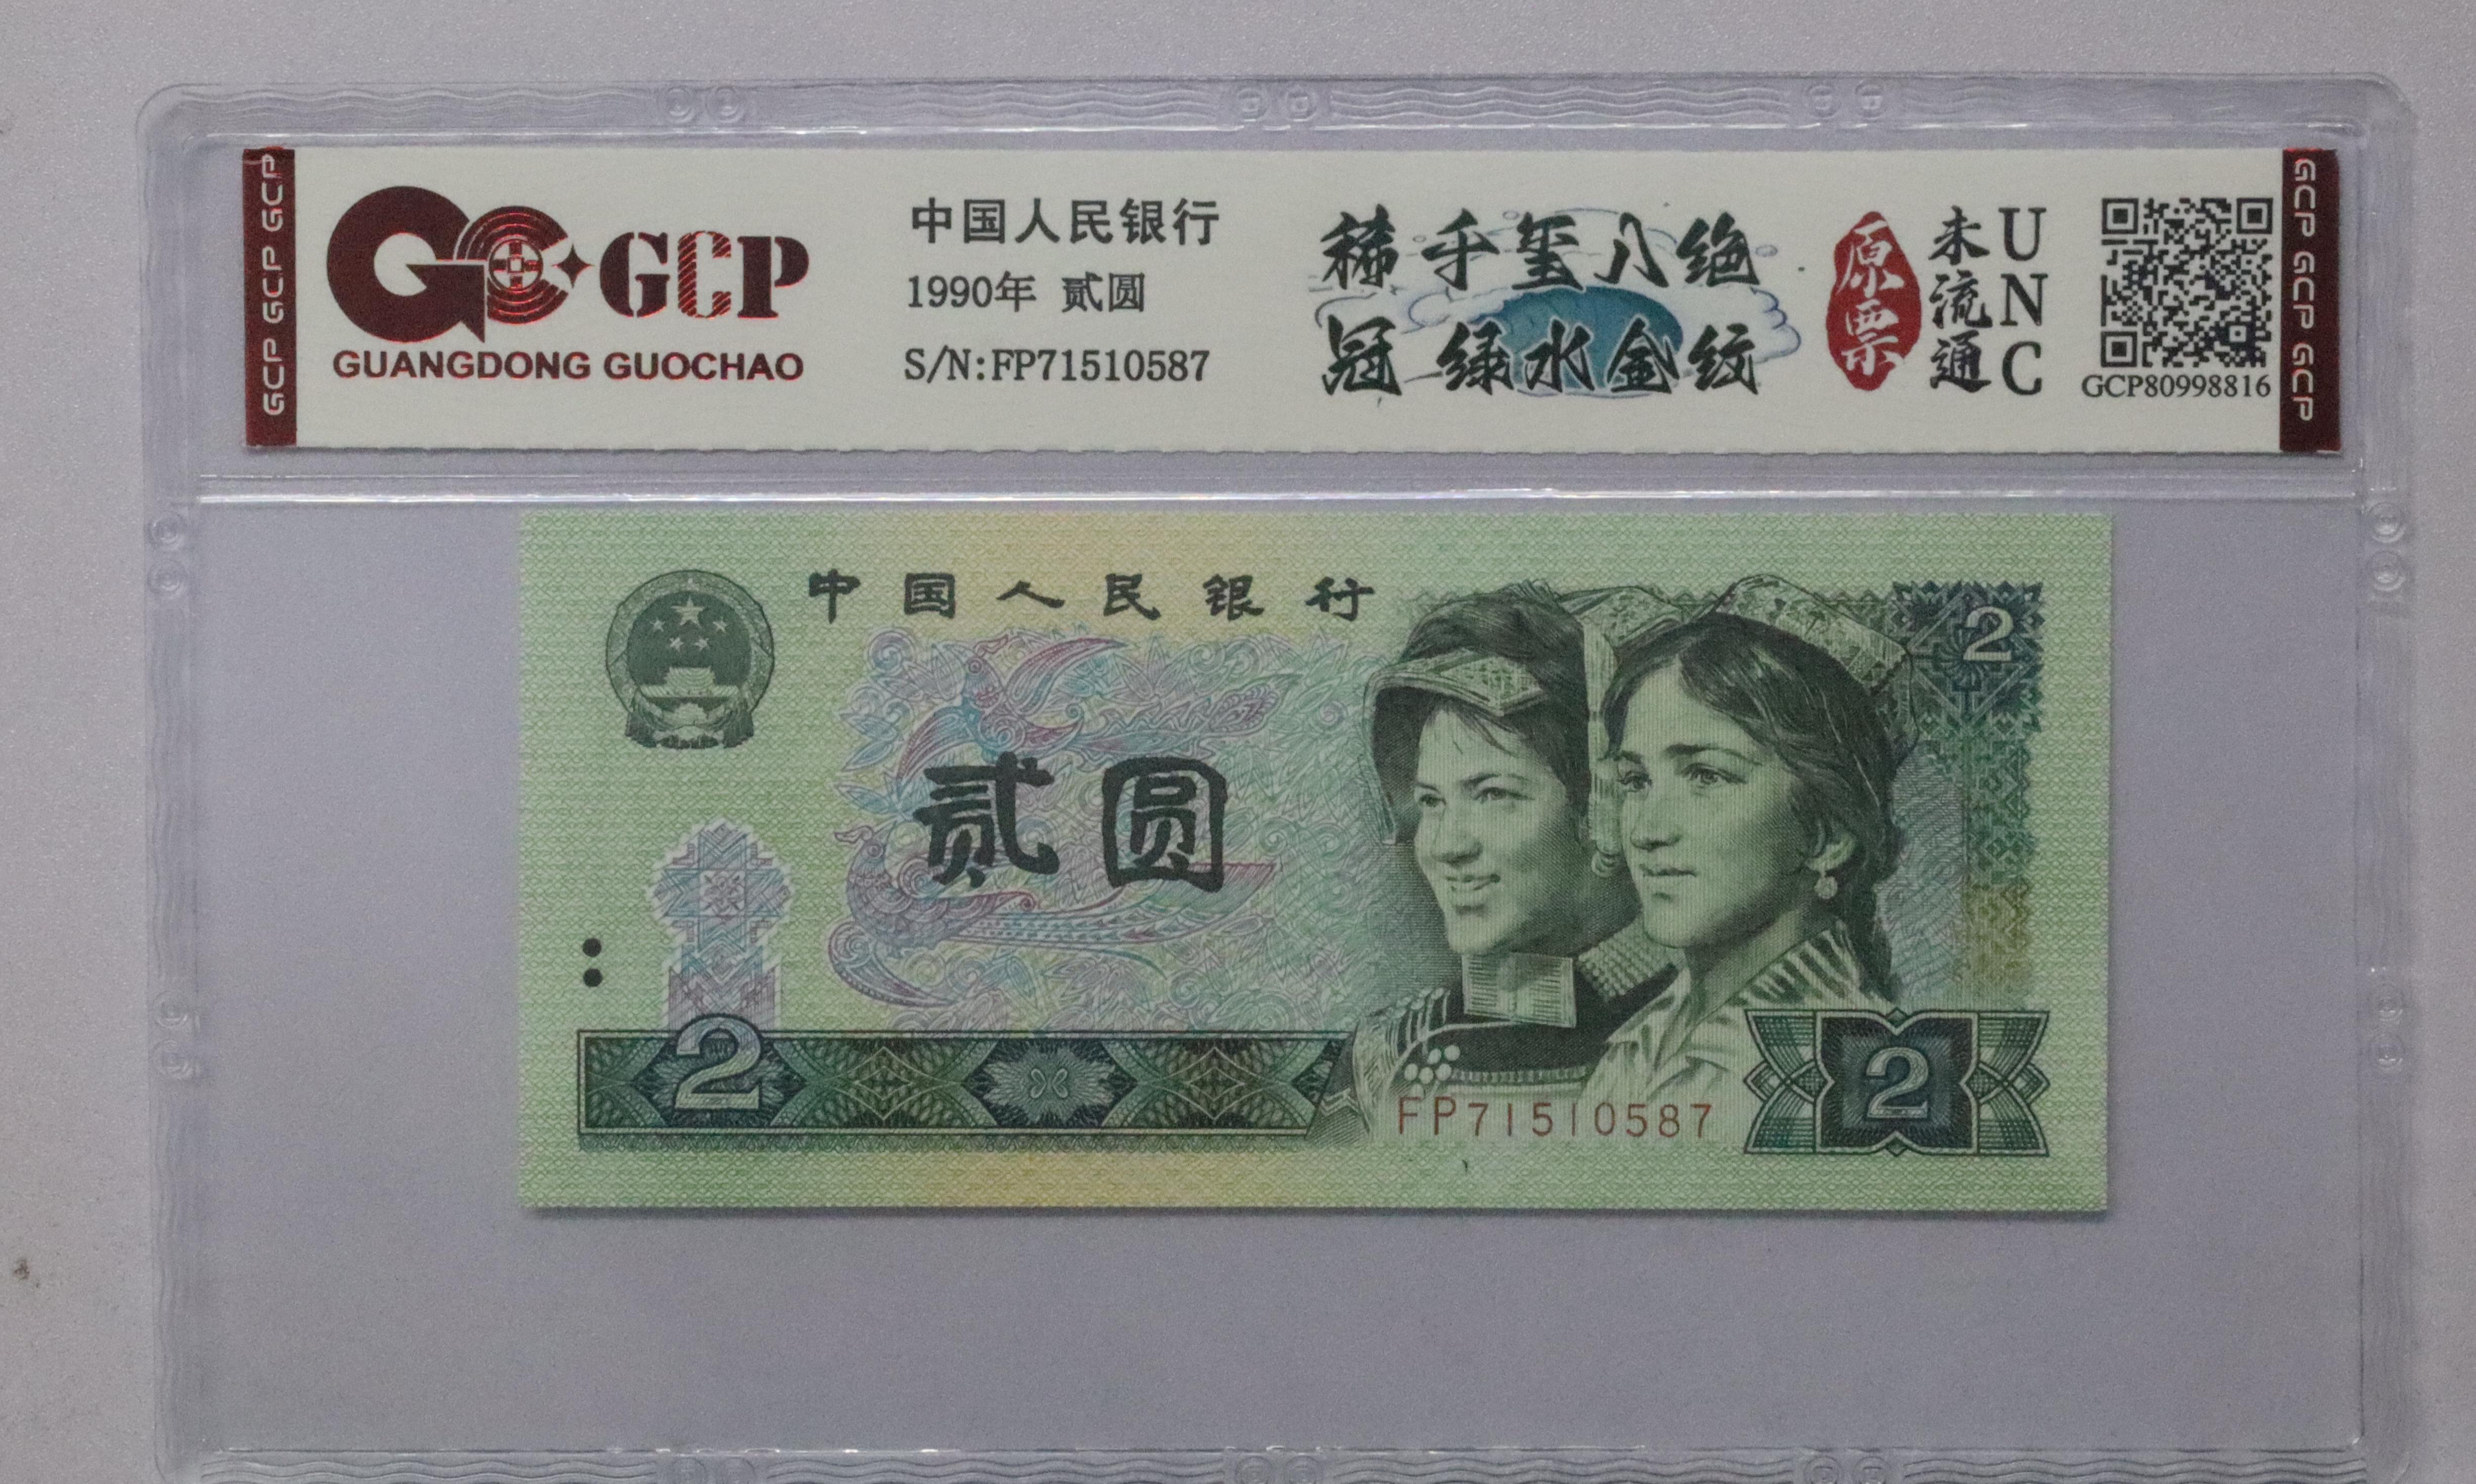 GCP GCP GCP
GCP
GUANGDONG GUOCHAO
中国人民银行
1990年 贰圆
S/N:FP71510587
稀千玺八绝
冠 绿水金纹
原票
未流通
UNC
GCP80998816
GCP GCP GCP
中国人民银行
2
贰圆
2
FP71510587
2